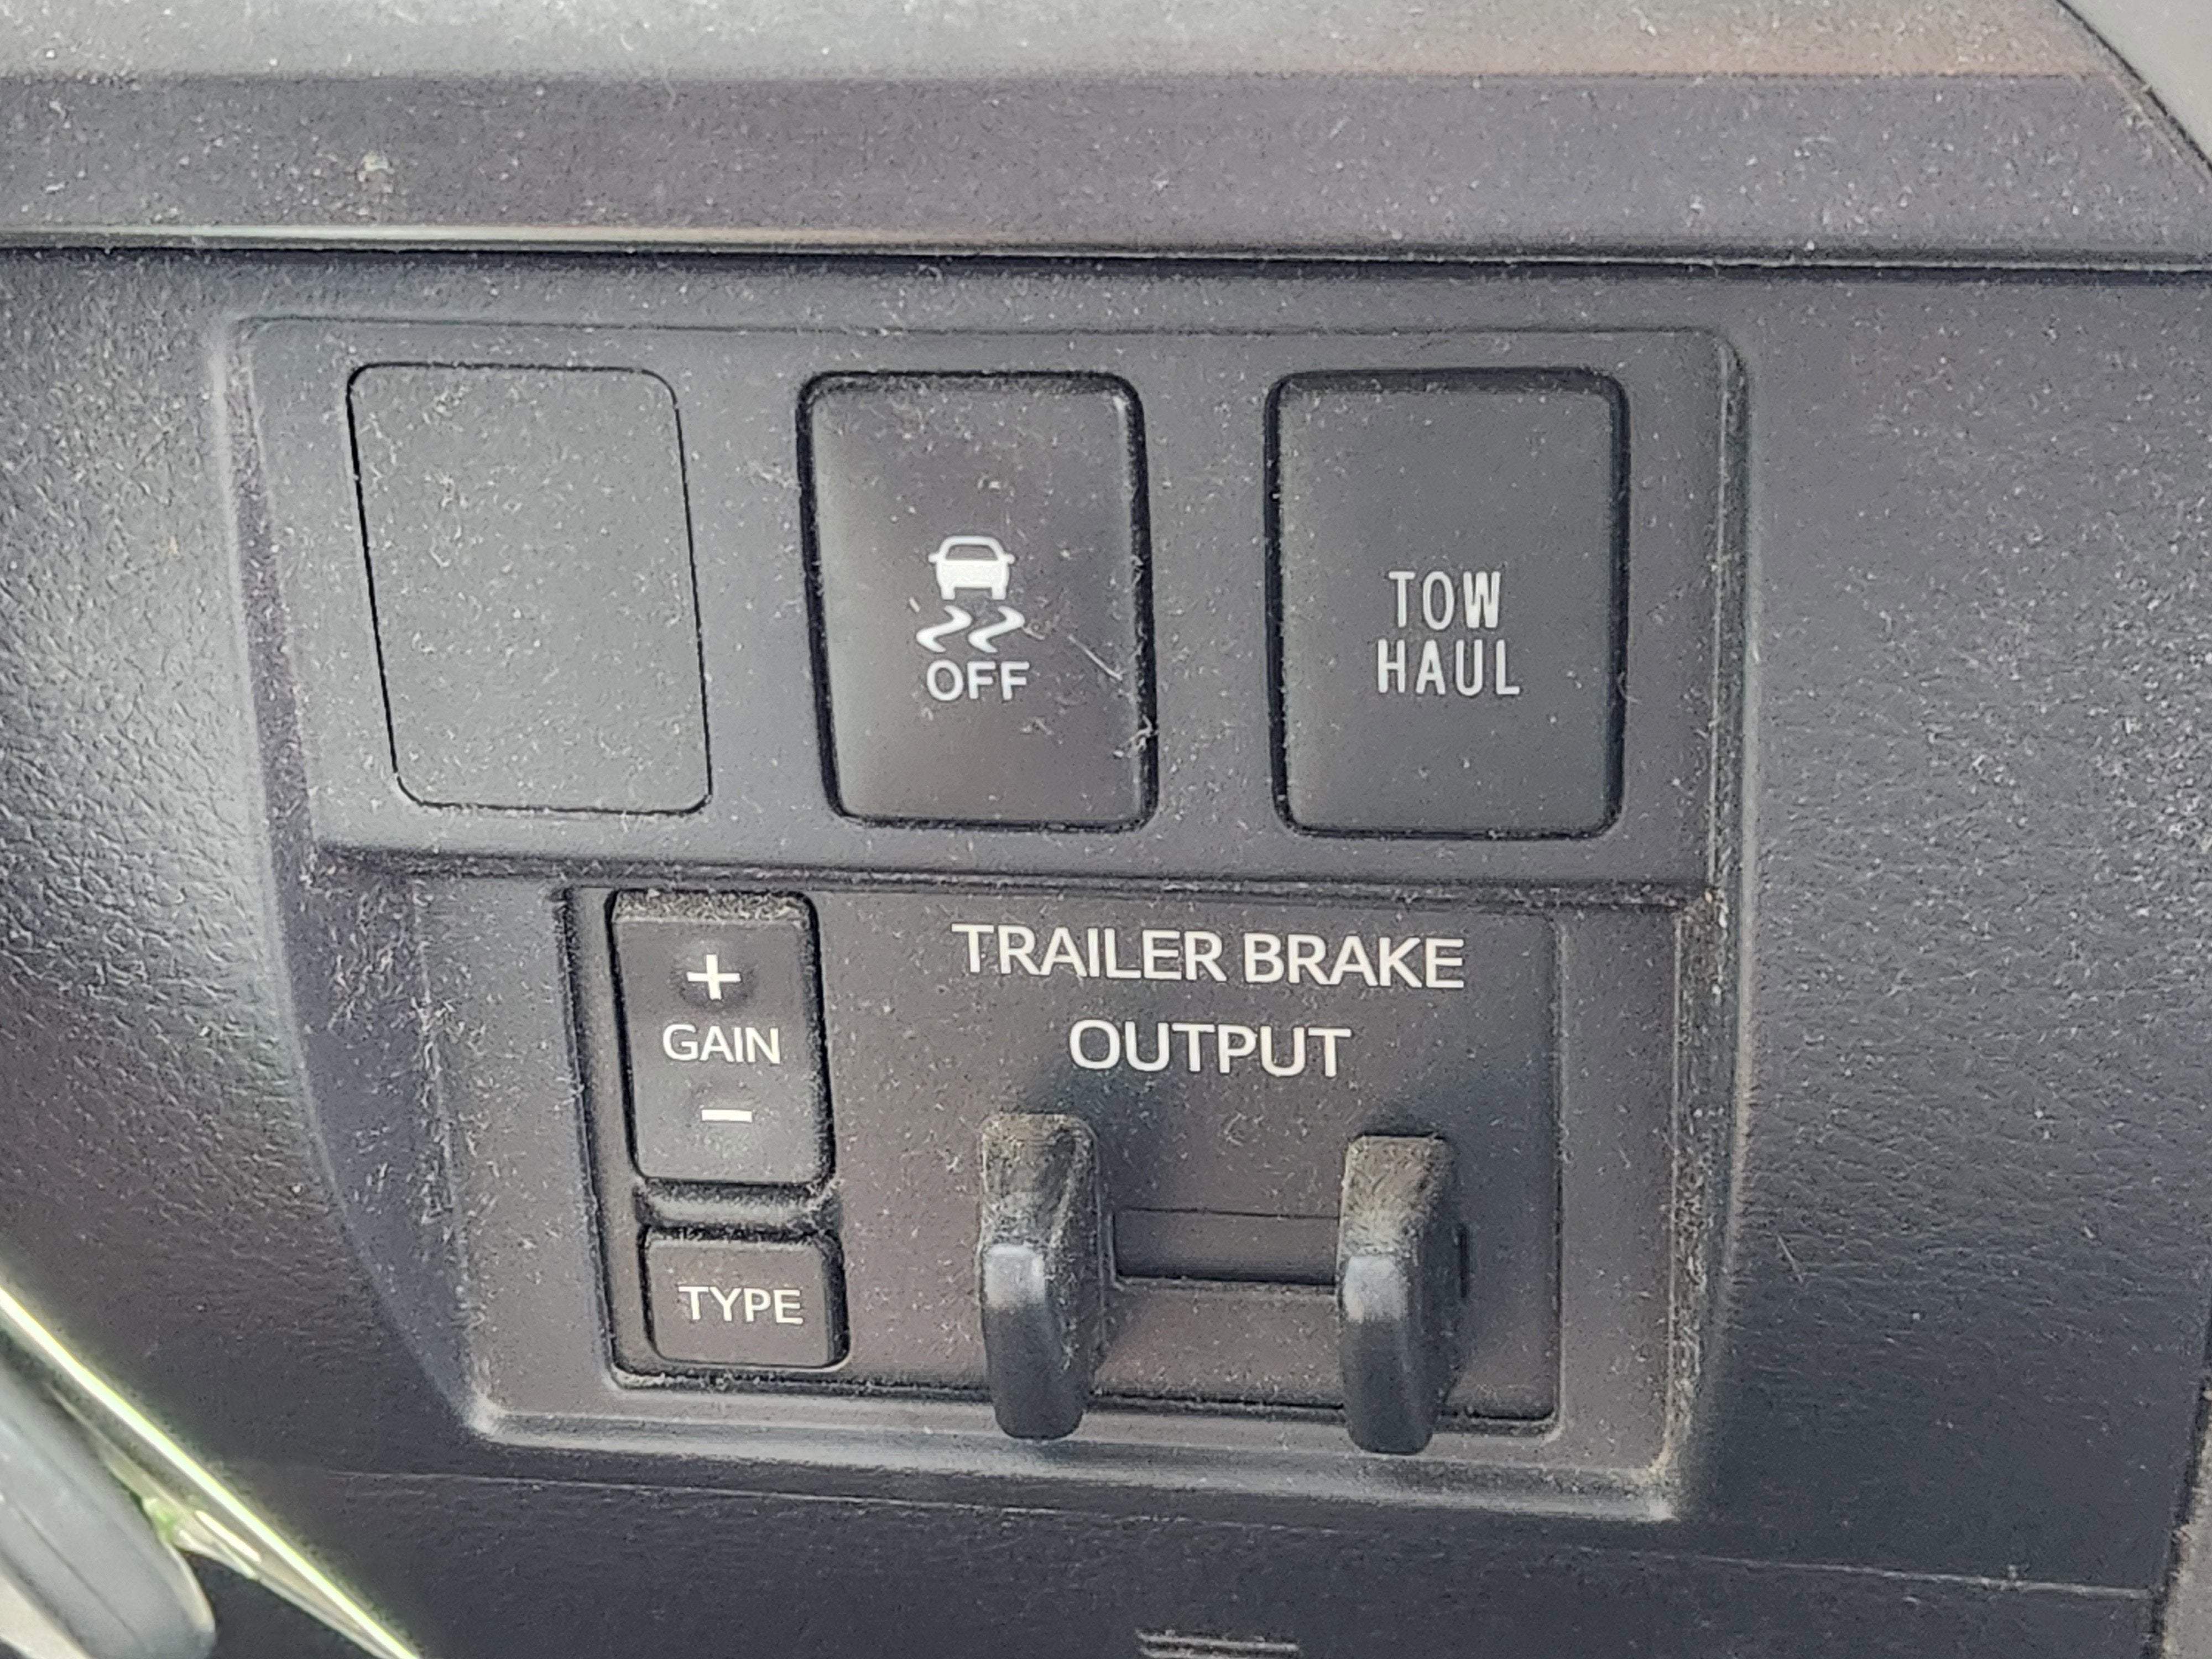 OFF
TOW
HAUL
+
GAIN
-
TRAILER BRAKE
OUTPUT
TYPE